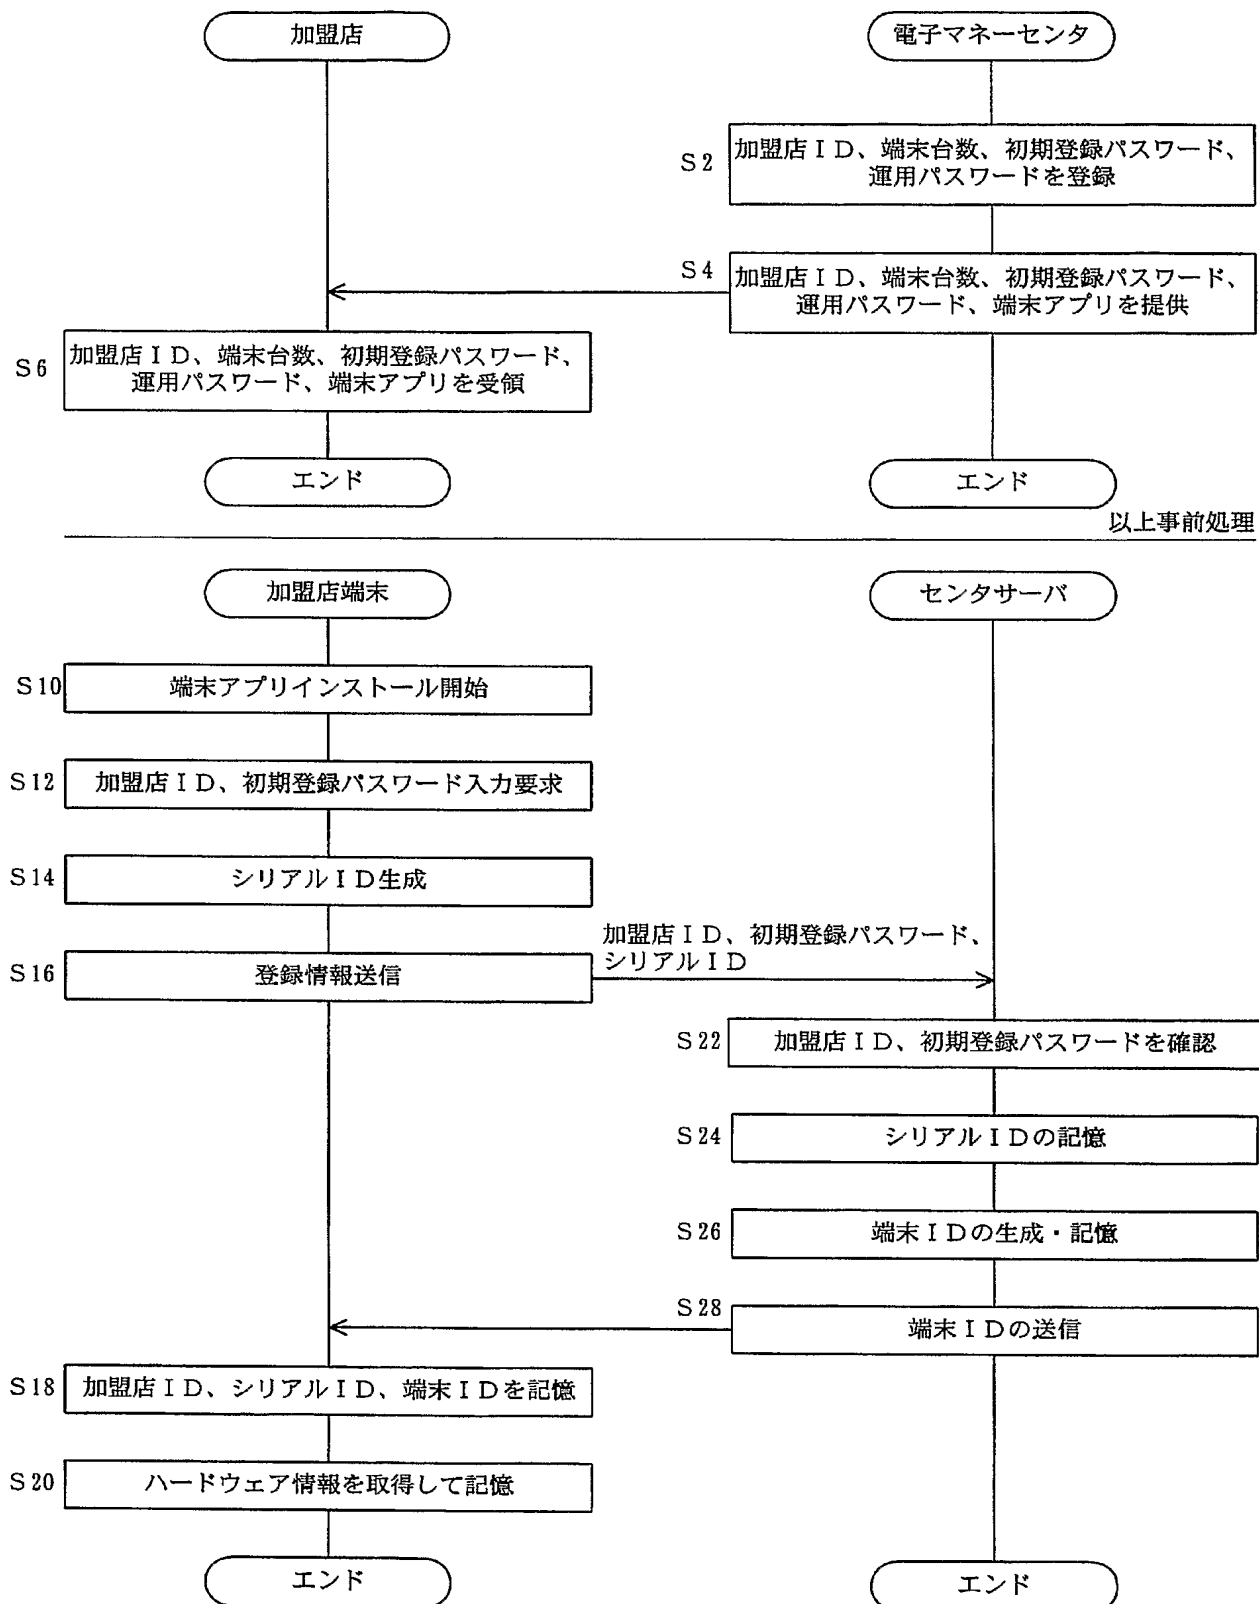 加盟店
電子マネーセンタ
S2
加盟店ID、端末台数、初期登録パスワード、
運用パスワードを登録
S4
加盟店ID、端末台数、初期登録パスワード、
運用パスワード、端末アプリを提供
S6
加盟店ID、端末台数、初期登録パスワード、
運用パスワード、端末アプリを受領
エンド
エンド
以上事前処理
加盟店端末
センタサーバ
S10
端末アプリインストール開始
S12
加盟店ID、初期登録パスワード入力要求
S14
シリアルID生成
加盟店ID、初期登録パスワード、
シリアルID
S16
登録情報送信
S22
加盟店ID、初期登録パスワードを確認
S24
シリアルIDの記憶
S26
端末IDの生成・記憶
S28
端末IDの送信
S18
加盟店ID、シリアルID、端末IDを記憶
S20
ハードウェア情報を取得して記憶
エンド
エンド